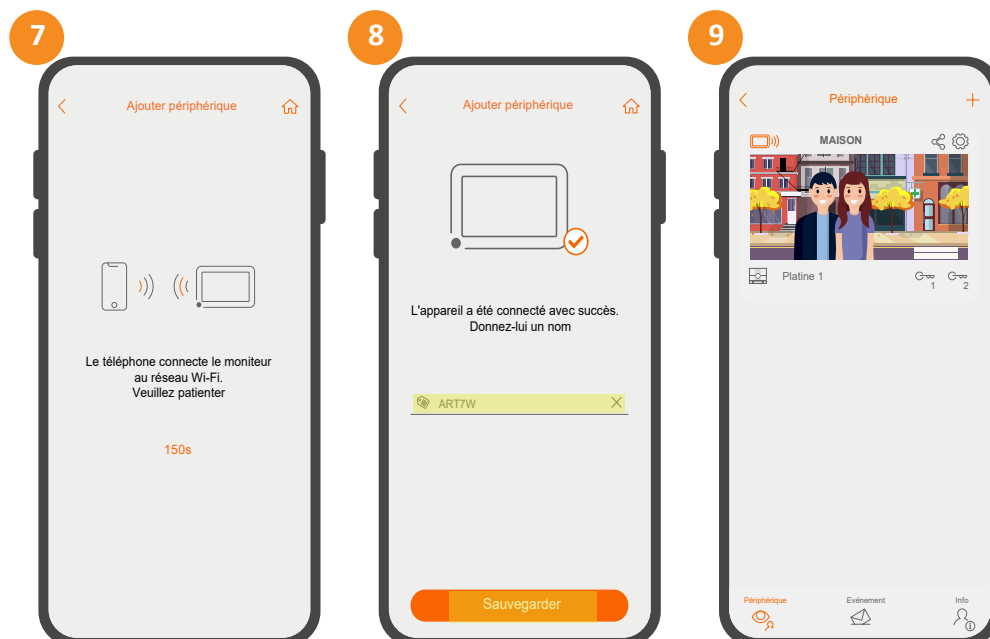 7
Ajouter périphérique
Le téléphone connecte le moniteur
au réseau Wi-Fi.
Veuillez patienter
150s
8
Ajouter périphérique
L'appareil a été connecté avec succès.
Donnez-lui un nom
ART7W
Sauvegarder
9
Périphèrique
MAISON
Platine 1
1 2
Périphérique Evénement Info